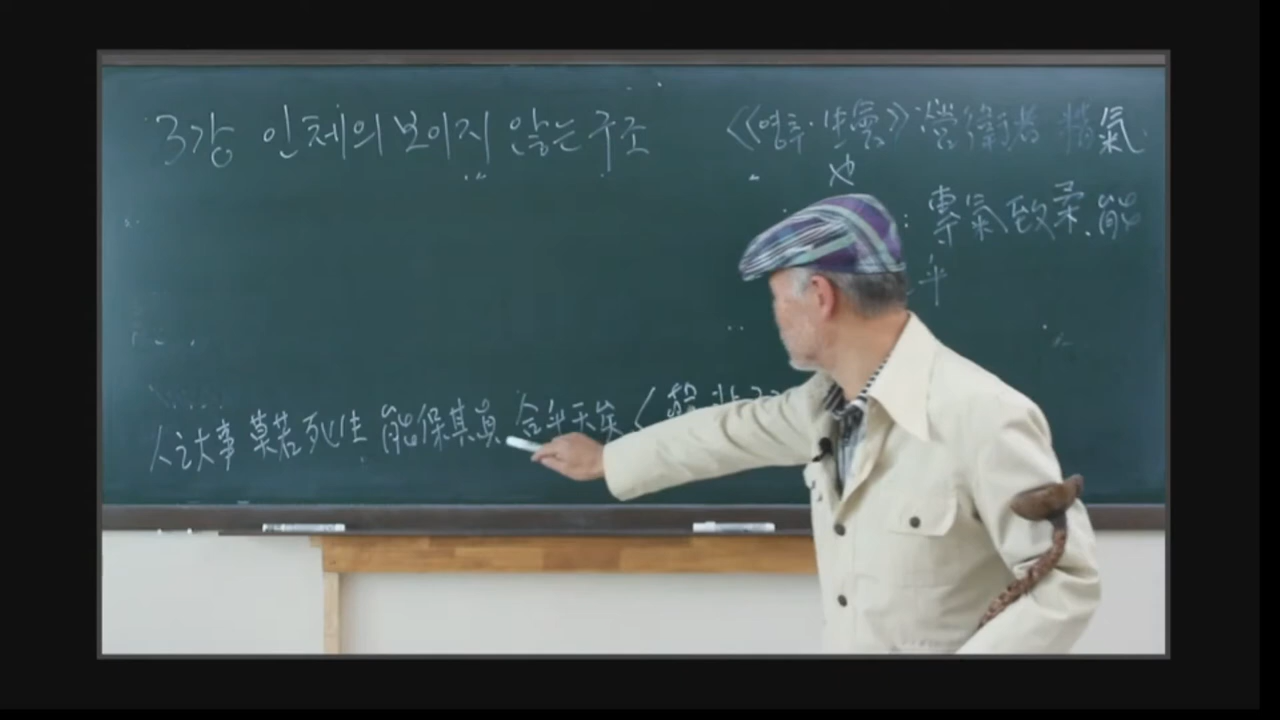 3강 인체의 보이지 않는 구조
《영추·生會》營衛者 精氣
也
專氣致柔 能
乎
人之大事 莫若死生 能保其真 合乎天矣